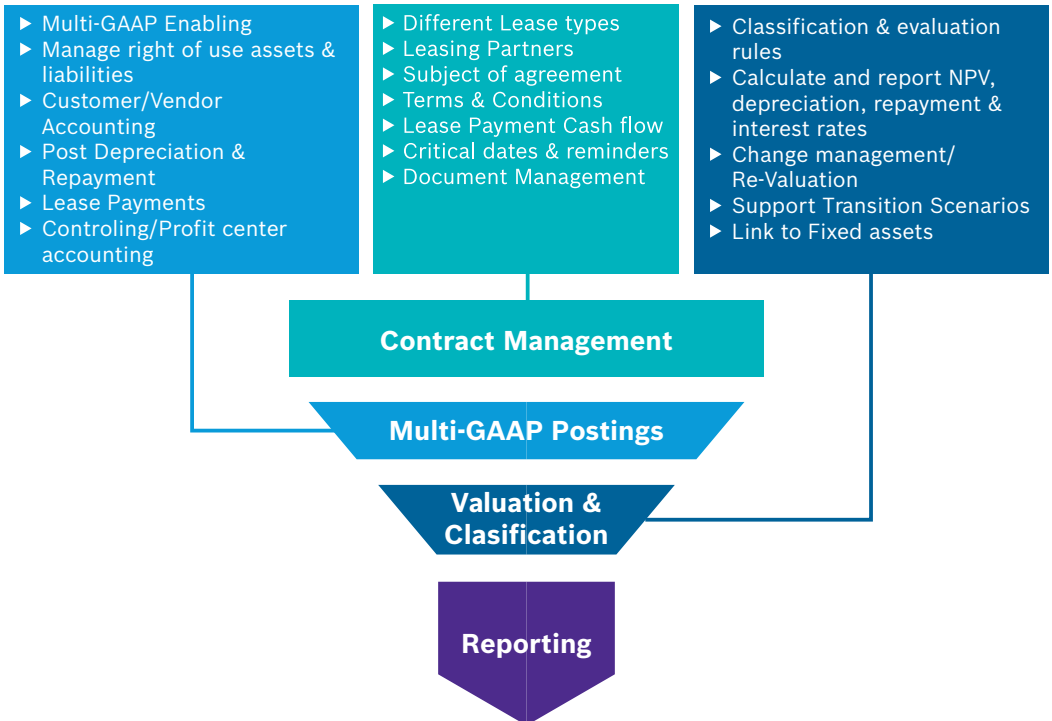 ▶ Multi-GAAP Enabling
▶ Manage right of use assets &
liabilities
▶ Customer/Vendor
Accounting
▶ Post Depreciation &
Repayment
▶ Lease Payments
▶ Controling/Profit center
accounting
▶ Different Lease types
▶ Leasing Partners
▶ Subject of agreement
▶ Terms & Conditions
▶ Lease Payment Cash flow
▶ Critical dates & reminders
▶ Document Management
▶ Classification & evaluation
rules
▶ Calculate and report NPV,
depreciation, repayment &
interest rates
▶ Change management/
Re-Valuation
▶ Support Transition Scenarios
▶ Link to Fixed assets
Contract Management
Multi-GAAP Postings
Valuation &
Clasification
Reporting